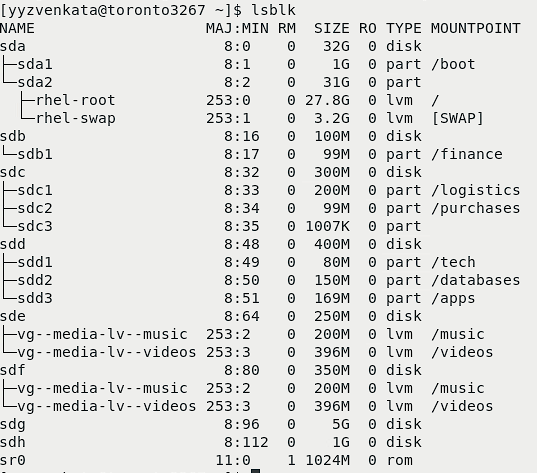 [yyzvenkata@toronto3267 ~]$ lsblk
NAME                    MAJ:MIN RM  SIZE RO TYPE MOUNTPOINT
sda                       8:0    0   32G  0 disk
├─sda1                    8:1    0    1G  0 part /boot
└─sda2                    8:2    0   31G  0 part
  ├─rhel-root           253:0    0 27.8G  0 lvm  /
  └─rhel-swap           253:1    0  3.2G  0 lvm  [SWAP]
sdb                       8:16   0  100M  0 disk
└─sdb1                    8:17   0   99M  0 part /finance
sdc                       8:32   0  300M  0 disk
├─sdc1                    8:33   0  200M  0 part /logistics
├─sdc2                    8:34   0   99M  0 part /purchases
└─sdc3                    8:35   0 1007K  0 part
sdd                       8:48   0  400M  0 disk
├─sdd1                    8:49   0   80M  0 part /tech
├─sdd2                    8:50   0  150M  0 part /databases
└─sdd3                    8:51   0  169M  0 part /apps
sde                       8:64   0  250M  0 disk
├─vg--media-lv--music   253:2    0  200M  0 lvm  /music
└─vg--media-lv--videos  253:3    0  396M  0 lvm  /videos
sdf                       8:80   0  350M  0 disk
├─vg--media-lv--music   253:2    0  200M  0 lvm  /music
└─vg--media-lv--videos  253:3    0  396M  0 lvm  /videos
sdg                       8:96   0    5G  0 disk
sdh                       8:112  0    1G  0 disk
sr0                      11:0    1 1024M  0 rom